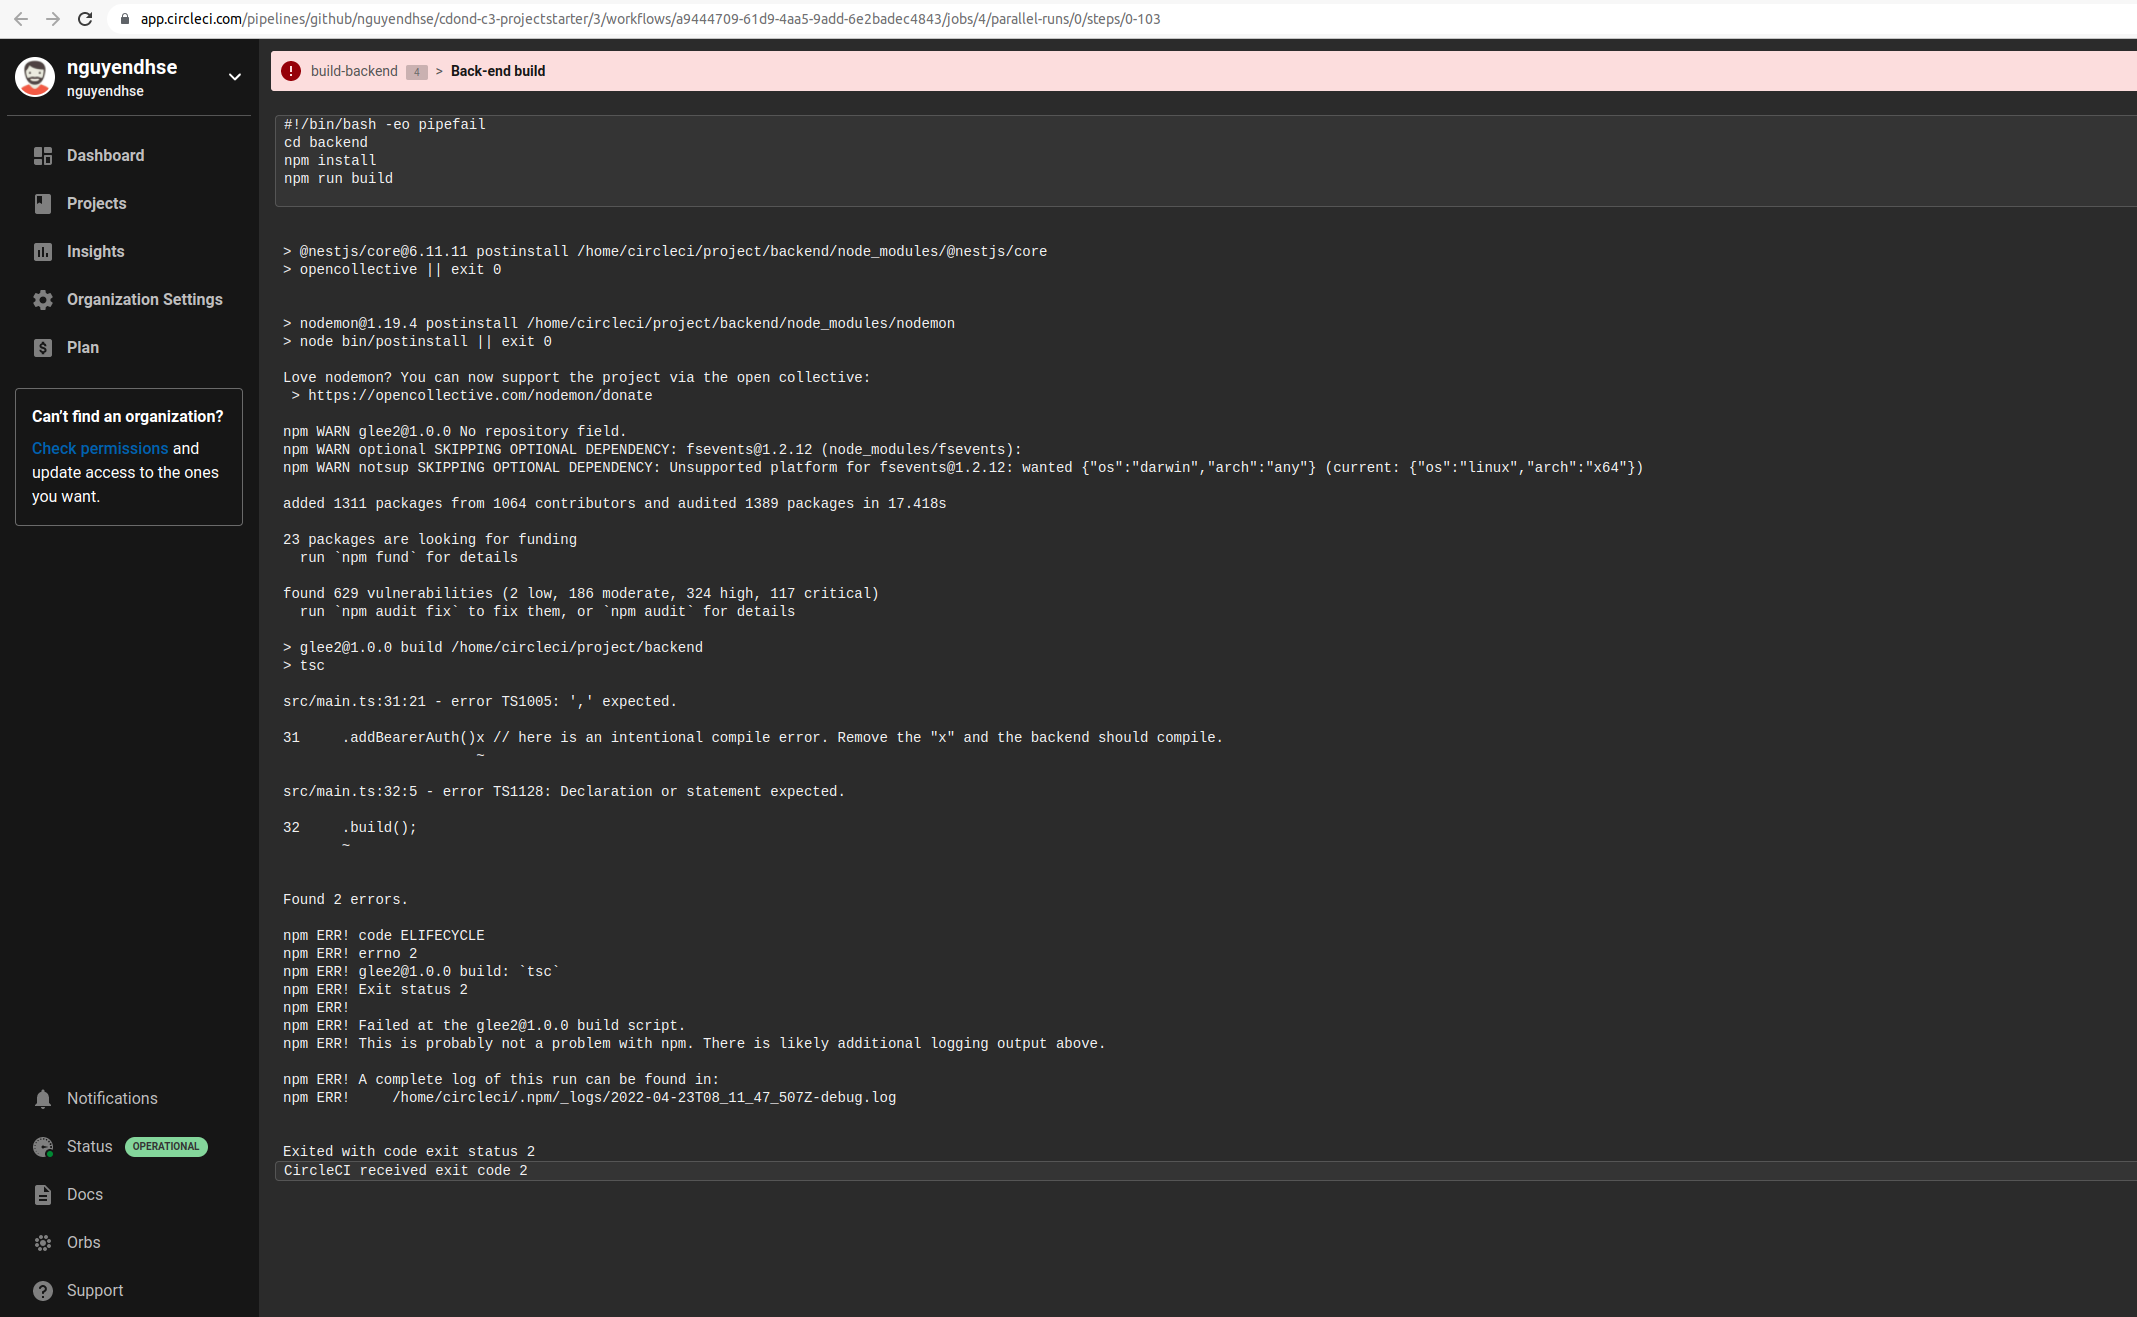 app.circleci.com/pipelines/github/nguyendhse/cdond-c3-projectstarter/3/workflows/a9444709-61d9-4aa5-9add-6e2badec4843/jobs/4/parallel-runs/0/steps/0-103
nguyendhse
nguyendhse
Dashboard
Projects
Insights
Organization Settings
Plan
Can't find an organization?
Check permissions and
update access to the ones
you want.
Notifications
Status OPERATIONAL
Docs
Orbs
Support
build-backend 4 > Back-end build
#!/bin/bash -eo pipefail
cd backend
npm install
npm run build
> @nestjs/core@6.11.11 postinstall /home/circleci/project/backend/node_modules/@nestjs/core
> opencollective || exit 0
> nodemon@1.19.4 postinstall /home/circleci/project/backend/node_modules/nodemon
> node bin/postinstall || exit 0
Love nodemon? You can now support the project via the open collective:
 > https://opencollective.com/nodemon/donate
npm WARN glee2@1.0.0 No repository field.
npm WARN optional SKIPPING OPTIONAL DEPENDENCY: fsevents@1.2.12 (node_modules/fsevents):
npm WARN notsup SKIPPING OPTIONAL DEPENDENCY: Unsupported platform for fsevents@1.2.12: wanted {"os":"darwin","arch":"any"} (current: {"os":"linux","arch":"x64"})
added 1311 packages from 1064 contributors and audited 1389 packages in 17.418s
23 packages are looking for funding
  run `npm fund` for details
found 629 vulnerabilities (2 low, 186 moderate, 324 high, 117 critical)
  run `npm audit fix` to fix them, or `npm audit` for details
> glee2@1.0.0 build /home/circleci/project/backend
> tsc
src/main.ts:31:21 - error TS1005: ',' expected.
31     .addBearerAuth()x // here is an intentional compile error. Remove the "x" and the backend should compile.
~
src/main.ts:32:5 - error TS1128: Declaration or statement expected.
32     .build();
~
Found 2 errors.
npm ERR! code ELIFECYCLE
npm ERR! errno 2
npm ERR! glee2@1.0.0 build: `tsc`
npm ERR! Exit status 2
npm ERR!
npm ERR! Failed at the glee2@1.0.0 build script.
npm ERR! This is probably not a problem with npm. There is likely additional logging output above.
npm ERR! A complete log of this run can be found in:
npm ERR!     /home/circleci/.npm/_logs/2022-04-23T08_11_47_507Z-debug.log
Exited with code exit status 2
CircleCI received exit code 2